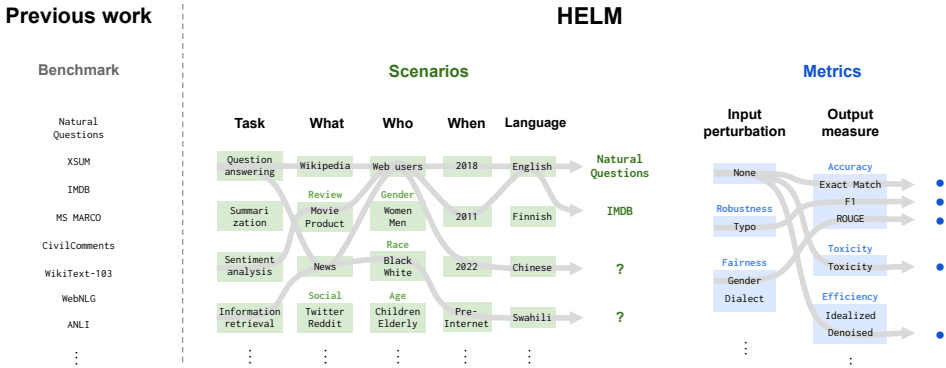 Previous work
HELM
Benchmark
Scenarios
Metrics
Natural
Questions
XSUM
IMDB
MS MARCO
CivilComments
WikiText-103
WebNLG
ANLI
⋮
Task
What
Who
When
Language
Question
answering
Wikipedia
Web users
2018
English
Natural
Questions
Review
Gender
Summari
zation
Movie
Product
Women
Men
2011
Finnish
IMDB
Race
Sentiment
analysis
News
Black
White
2022
Chinese
?
Social
Age
Information
retrieval
Twitter
Reddit
Children
Elderly
Pre-
Internet
Swahili
?
⋮ ⋮ ⋮ ⋮ ⋮
Input
perturbation
Output
measure
None
Robustness
Typo
Fairness
Gender
Dialect
⋮
Accuracy
Exact Match
F1
ROUGE
Toxicity
Toxicity
Efficiency
Idealized
Denoised
: